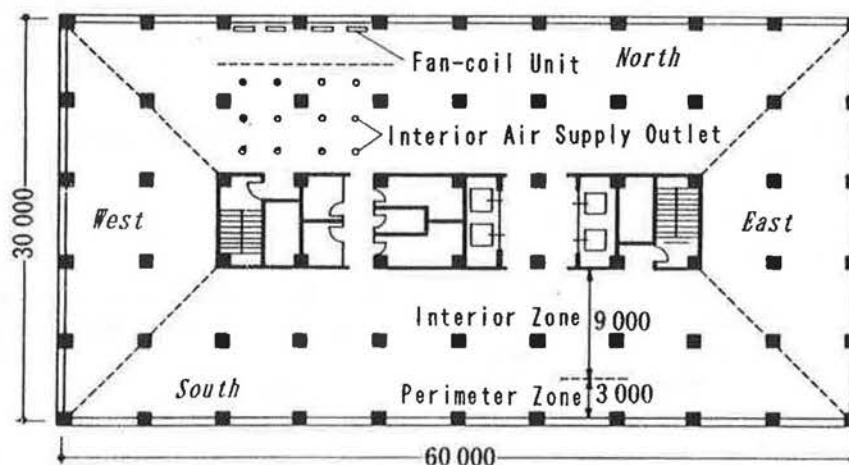 North
Fan-coil Unit
Interior Air Supply Outlet
West
East
30 000
Interior Zone
9 000
South
Perimeter Zone
3 000
60 000